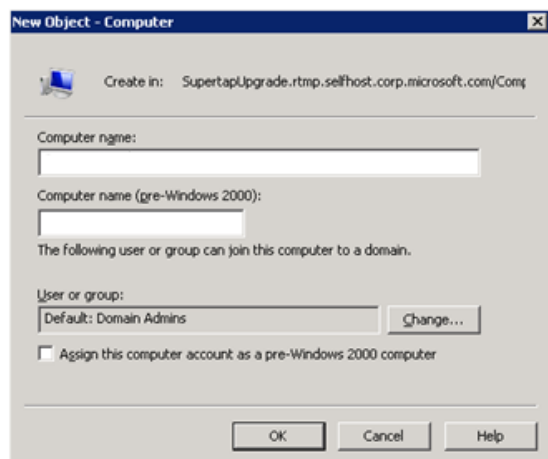 New Object - Computer
Create in: SupertapUpgrade.rtmp.selfhost.corp.microsoft.com/Comp
Computer name:
Computer name (pre-Windows 2000):
The following user or group can join this computer to a domain.
User or group:
Default: Domain Admins
Change...
Assign this computer account as a pre-Windows 2000 computer
OK Cancel Help